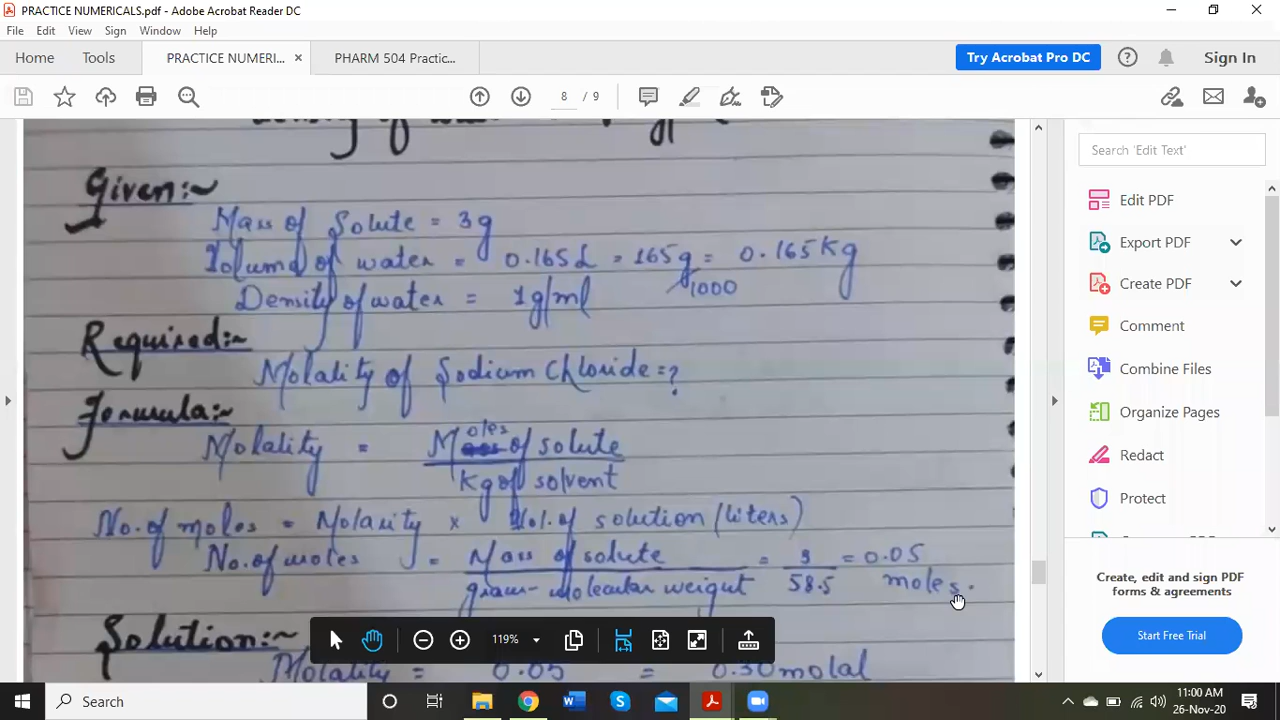 PRACTICE NUMERICALS.pdf - Adobe Acrobat Reader DC
File Edit View Sign Window Help
Home Tools PRACTICE NUMERI... × PHARM 504 Practic... Try Acrobat Pro DC Sign In
8 / 9
Density of water
Given:~
Mass of Solute = 3g
Volume of water = 0.165L = 165g = 0.165Kg
/1000
Density of water = 1g/ml
Required:~
Molality of Sodium Chloride = ?
Formula:~
Molality = Moles of solute
Kg of solvent
No. of moles = Molarity × Vol. of solution (liters)
No. of moles = Mass of solute = 3 = 0.05
gram-molecular weight 58.5 moles.
Solution:~
Molality = 0.05 = 0.30 molal
119%
Search 'Edit Text'
Edit PDF
Export PDF
Create PDF
Comment
Combine Files
Organize Pages
Redact
Protect
Create, edit and sign PDF
forms & agreements
Start Free Trial
Search
11:00 AM
26-Nov-20